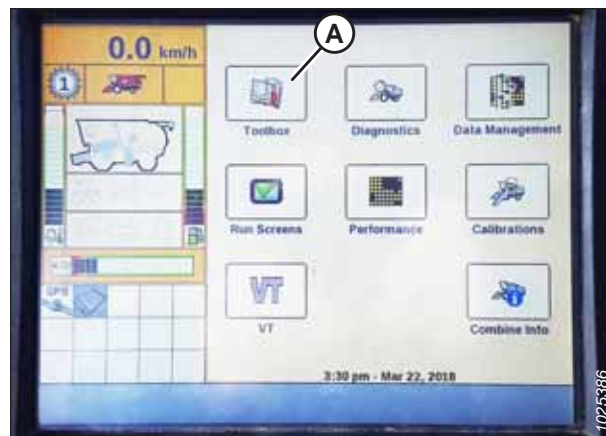 A
0.0 km/h
1
Toolbox
Diagnostics
Data Management
Run Screens
Performance
Calibrations
GPS
VT
VT
Combine Info
3:30 pm - Mar 22, 2018
1025386